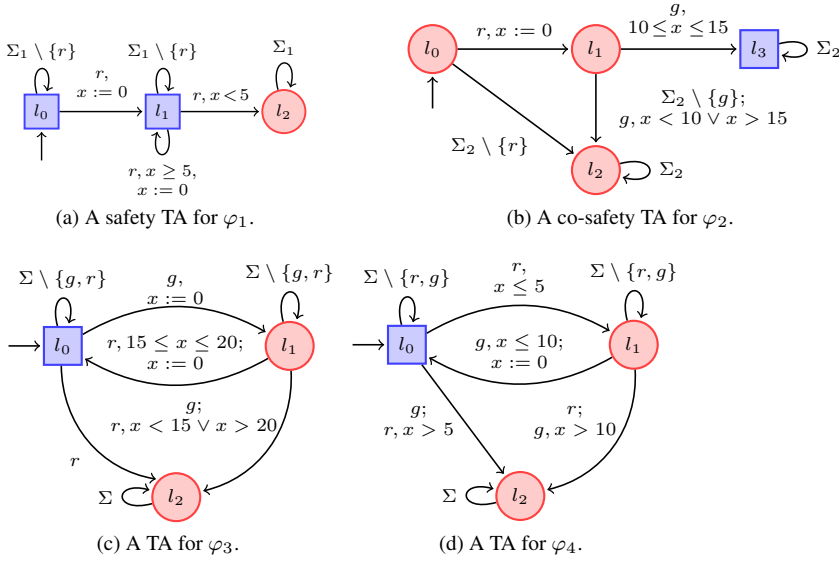 Σ₁ \ {r}
Σ₁ \ {r}
Σ₁
r,
x := 0
l₀
l₁
r, x < 5
l₂
r, x ≥ 5,
x := 0
(a) A safety TA for φ₁.
l₀
r, x := 0
l₁
g,
10 ≤ x ≤ 15
l₃
Σ₂
Σ₂ \ {r}
Σ₂ \ {g};
g, x < 10 ∨ x > 15
l₂
Σ₂
(b) A co-safety TA for φ₂.
Σ \ {g, r}
g,
x := 0
Σ \ {g, r}
l₀
r, 15 ≤ x ≤ 20;
x := 0
l₁
g;
r, x < 15 ∨ x > 20
r
Σ
l₂
(c) A TA for φ₃.
Σ \ {r, g}
r,
x ≤ 5
Σ \ {r, g}
l₀
g, x ≤ 10;
x := 0
l₁
g;
r, x > 5
r;
g, x > 10
Σ
l₂
(d) A TA for φ₄.